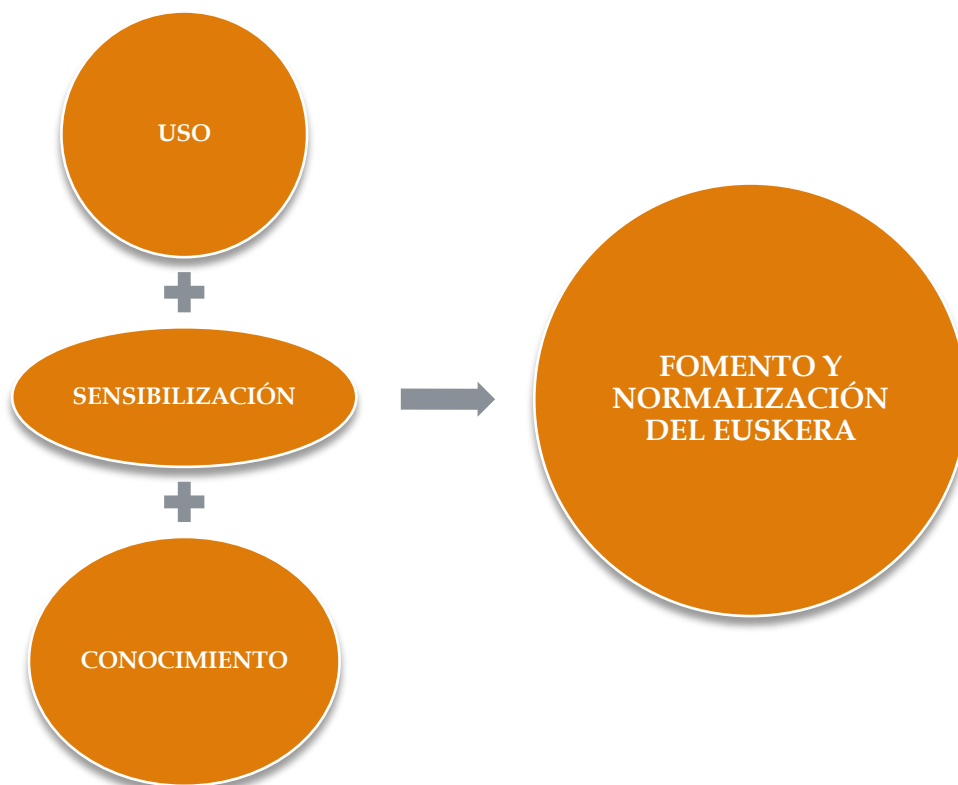 USO
SENSIBILIZACIÓN
CONOCIMIENTO
FOMENTO Y
NORMALIZACIÓN
DEL EUSKERA